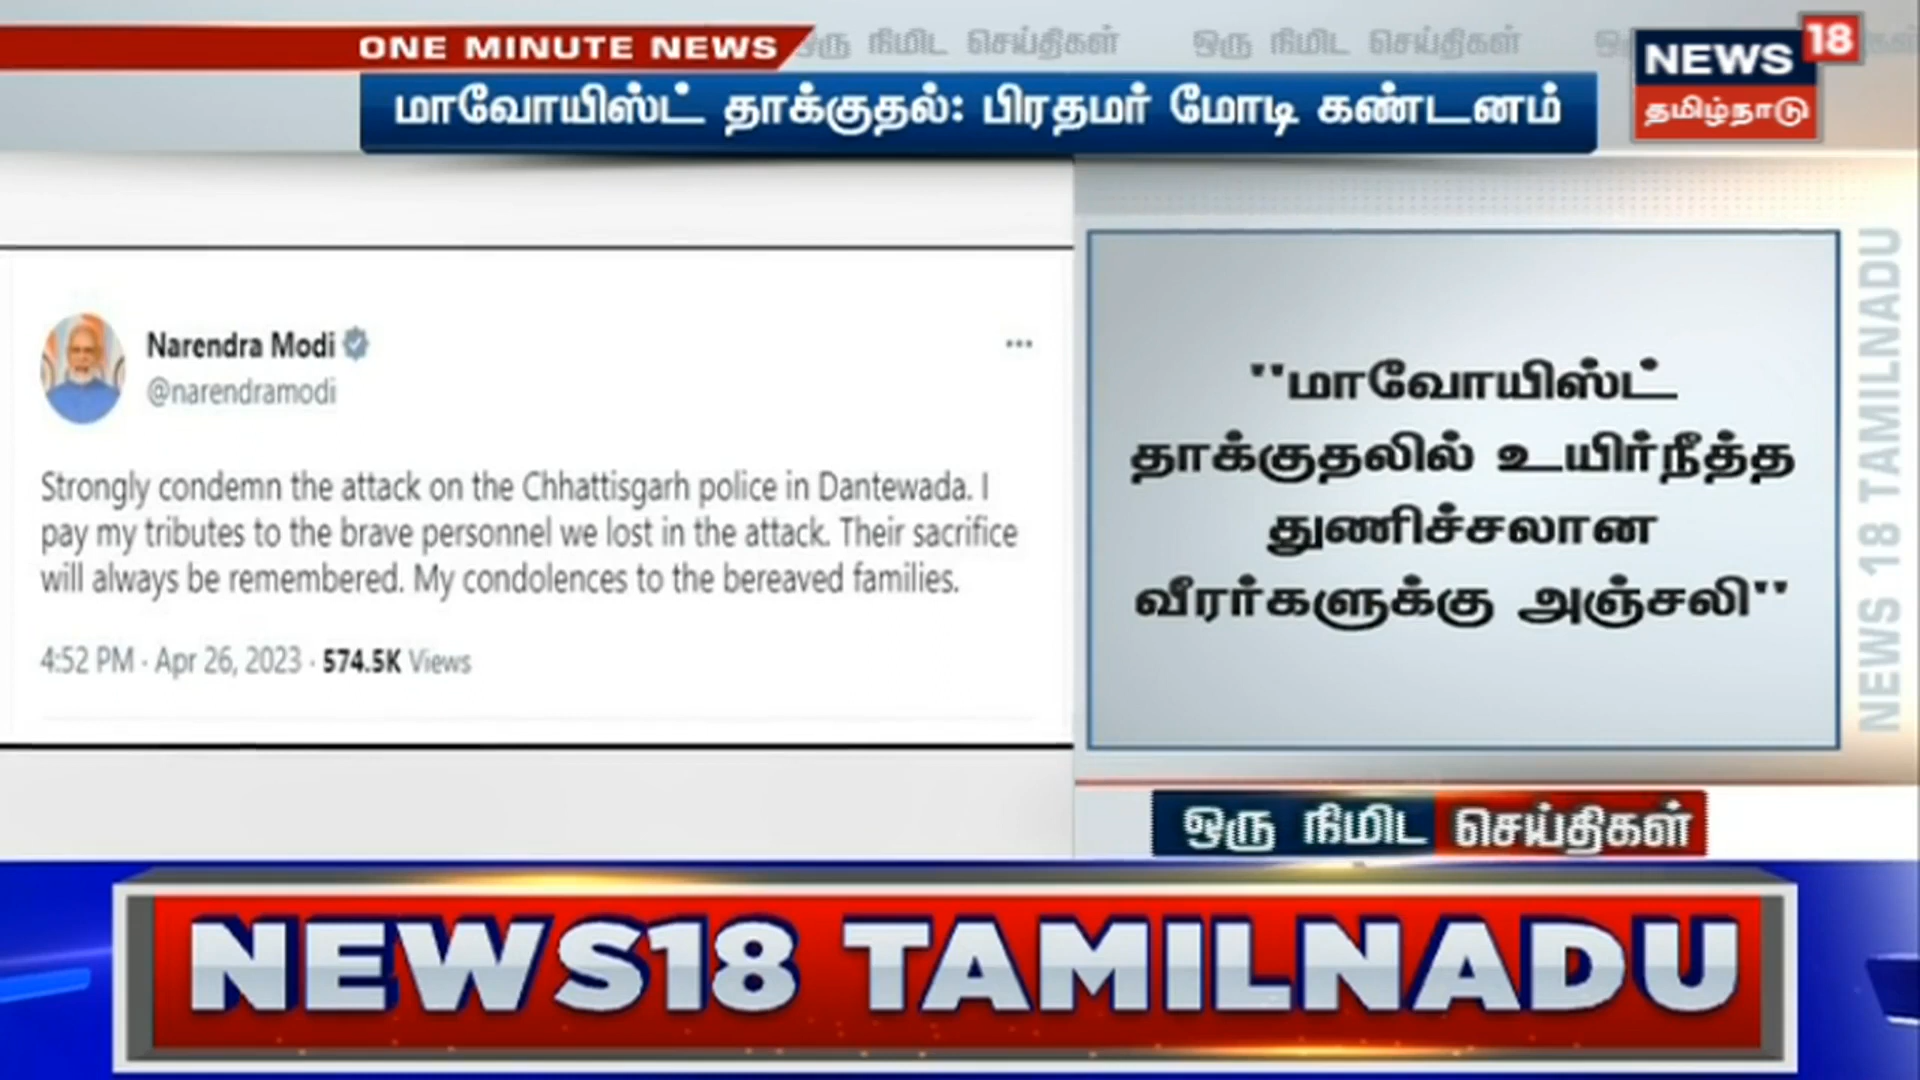 ONE MINUTE NEWS
ஒரு நிமிட செய்திகள் ஒரு நிமிட செய்திகள்
NEWS 18
தமிழ்நாடு
மாவோயிஸ்ட் தாக்குதல்: பிரதமர் மோடி கண்டனம்
Narendra Modi
@narendramodi
Strongly condemn the attack on the Chhattisgarh police in Dantewada. I
pay my tributes to the brave personnel we lost in the attack. Their sacrifice
will always be remembered. My condolences to the bereaved families.
4:52 PM · Apr 26, 2023 · 574.5K Views
"மாவோயிஸ்ட்
தாக்குதலில் உயிர்நீத்த
துணிச்சலான
வீரர்களுக்கு அஞ்சலி"
NEWS 18 TAMILNADU
ஒரு நிமிட செய்திகள்
NEWS18 TAMILNADU